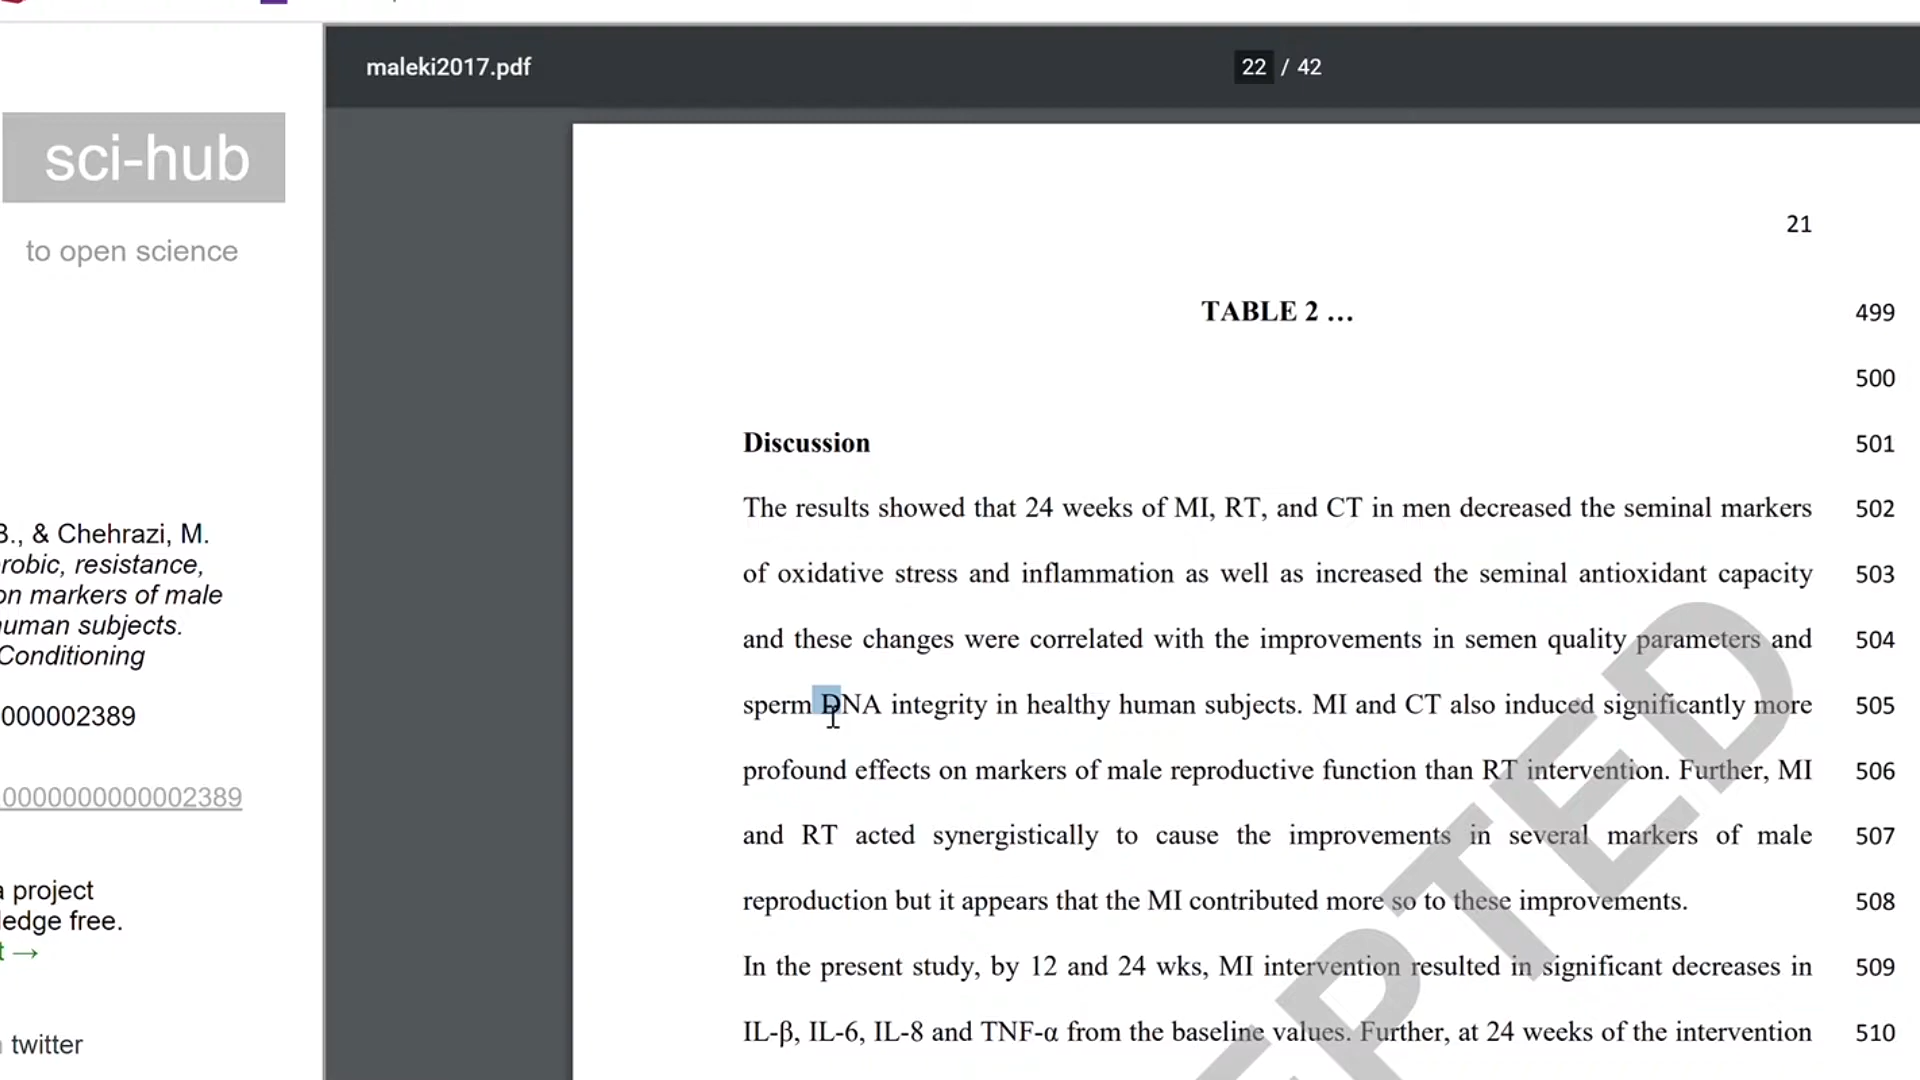 maleki2017.pdf
22 / 42
sci-hub
to open science
B., & Chehrazi, M.
robic, resistance,
on markers of male
human subjects.
Conditioning
000002389
0000000000002389
a project
ledge free.
t →
twitter
21
TABLE 2 … 499
500
Discussion 501
The results showed that 24 weeks of MI, RT, and CT in men decreased the seminal markers 502
of oxidative stress and inflammation as well as increased the seminal antioxidant capacity 503
and these changes were correlated with the improvements in semen quality parameters and 504
sperm DNA integrity in healthy human subjects. MI and CT also induced significantly more 505
profound effects on markers of male reproductive function than RT intervention. Further, MI 506
and RT acted synergistically to cause the improvements in several markers of male 507
reproduction but it appears that the MI contributed more so to these improvements. 508
In the present study, by 12 and 24 wks, MI intervention resulted in significant decreases in 509
IL-β, IL-6, IL-8 and TNF-α from the baseline values. Further, at 24 weeks of the intervention 510
EPTED